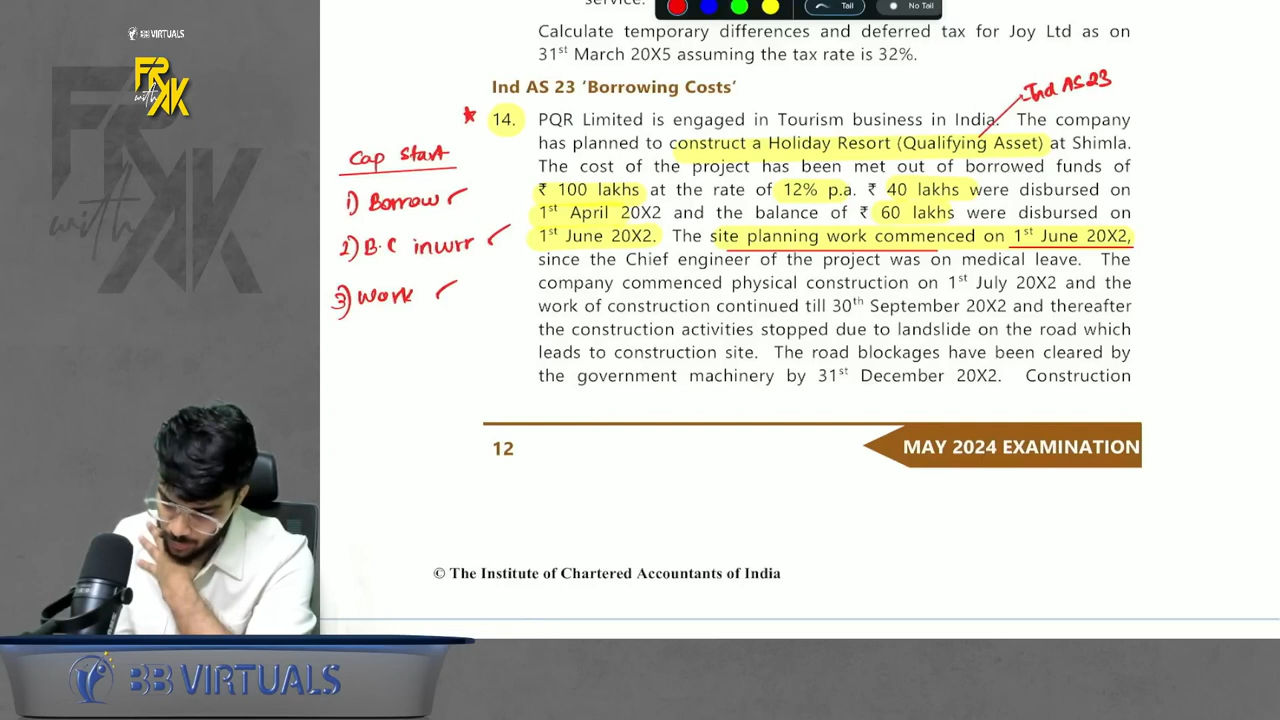 BB VIRTUALS
FR
with
AK
service.
Tail
No Tail
Calculate temporary differences and deferred tax for Joy Ltd as on
31st March 20X5 assuming the tax rate is 32%.
Ind AS 23 'Borrowing Costs'
Ind AS 23
14. PQR Limited is engaged in Tourism business in India. The company
has planned to construct a Holiday Resort (Qualifying Asset) at Shimla.
The cost of the project has been met out of borrowed funds of
₹ 100 lakhs at the rate of 12% p.a. ₹ 40 lakhs were disbursed on
1st April 20X2 and the balance of ₹ 60 lakhs were disbursed on
1st June 20X2. The site planning work commenced on 1st June 20X2,
since the Chief engineer of the project was on medical leave. The
company commenced physical construction on 1st July 20X2 and the
work of construction continued till 30th September 20X2 and thereafter
the construction activities stopped due to landslide on the road which
leads to construction site. The road blockages have been cleared by
the government machinery by 31st December 20X2. Construction
Cap start
1) Borrow ✓
2) B.C incurr ✓
3) Work ✓
12
MAY 2024 EXAMINATION
© The Institute of Chartered Accountants of India
BB VIRTUALS